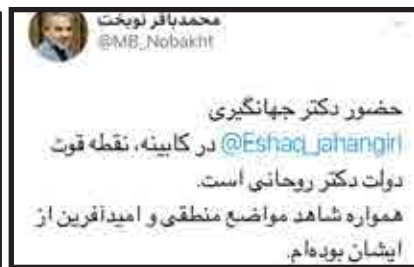 محمدباقر نوبخت
@MB_Nobakht
حضور دکتر جهانگیری
@Eshaq_jahangiri در کابینه، نقطه قوت
دولت دکتر روحانی است.
همواره شاهد مواضع منطقی و امیدآفرین از
ایشان بوده‌ام.